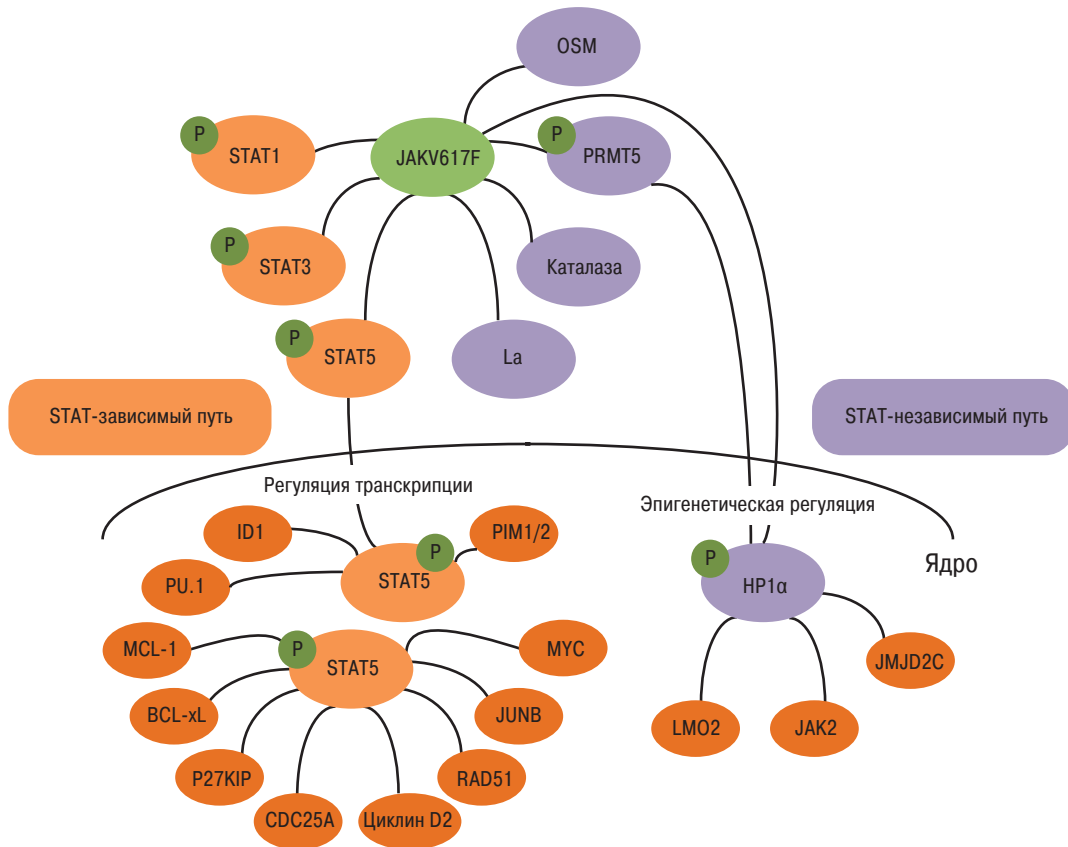 OSM
P
STAT1
JAKV617F
P
PRMT5
P
STAT3
Каталаза
P
STAT5
La
STAT-зависимый путь
STAT-независимый путь
Регуляция транскрипции
Эпигенетическая регуляция
ID1
PIM1/2
P
STAT5
PU.1
P
HP1α
Ядро
MCL-1
P
STAT5
MYC
JMJD2C
BCL-xL
JUNB
LMO2
JAK2
P27KIP
RAD51
CDC25A
Циклин D2